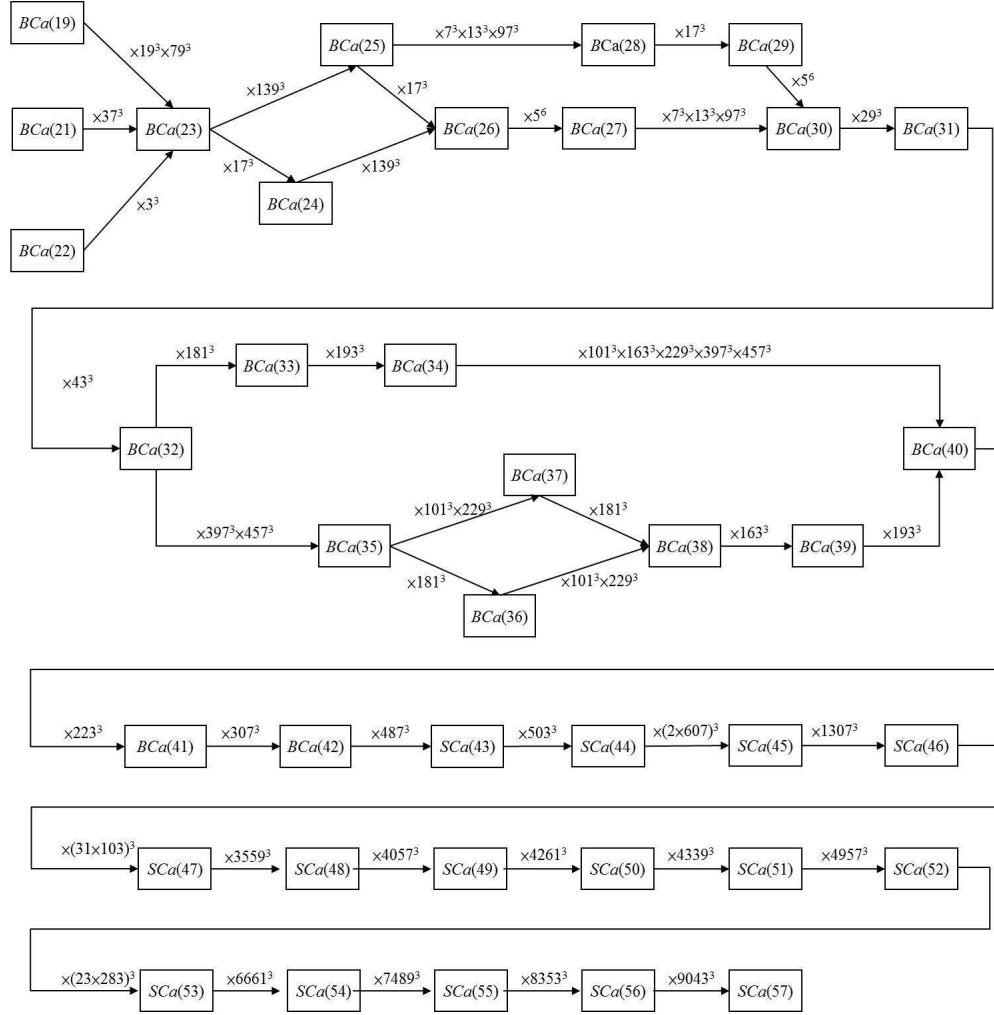 BCa(19)
×19³×79³
BCa(25)
×7³×13³×97³
BCa(28)
×17³
BCa(29)
×139³
×17³
×5⁶
BCa(21)
×37³
BCa(23)
BCa(26)
×5⁶
BCa(27)
×7³×13³×97³
BCa(30)
×29³
BCa(31)
×17³
×139³
×3³
BCa(24)
BCa(22)
×181³
BCa(33)
×193³
BCa(34)
×101³×163³×229³×397³×457³
×43³
BCa(32)
BCa(40)
BCa(37)
×101³×229³
×181³
×397³×457³
BCa(35)
BCa(38)
×163³
BCa(39)
×193³
×181³
×101³×229³
BCa(36)
×223³
BCa(41)
×307³
BCa(42)
×487³
SCa(43)
×503³
SCa(44)
×(2×607)³
SCa(45)
×1307³
SCa(46)
×(31×103)³
SCa(47)
×3559³
SCa(48)
×4057³
SCa(49)
×4261³
SCa(50)
×4339³
SCa(51)
×4957³
SCa(52)
×(23×283)³
SCa(53)
×6661³
SCa(54)
×7489³
SCa(55)
×8353³
SCa(56)
×9043³
SCa(57)